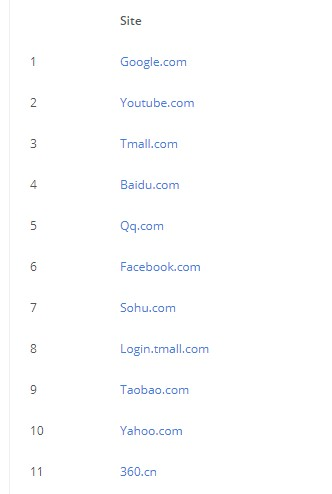 Site
1 Google.com
2 Youtube.com
3 Tmall.com
4 Baidu.com
5 Qq.com
6 Facebook.com
7 Sohu.com
8 Login.tmall.com
9 Taobao.com
10 Yahoo.com
11 360.cn